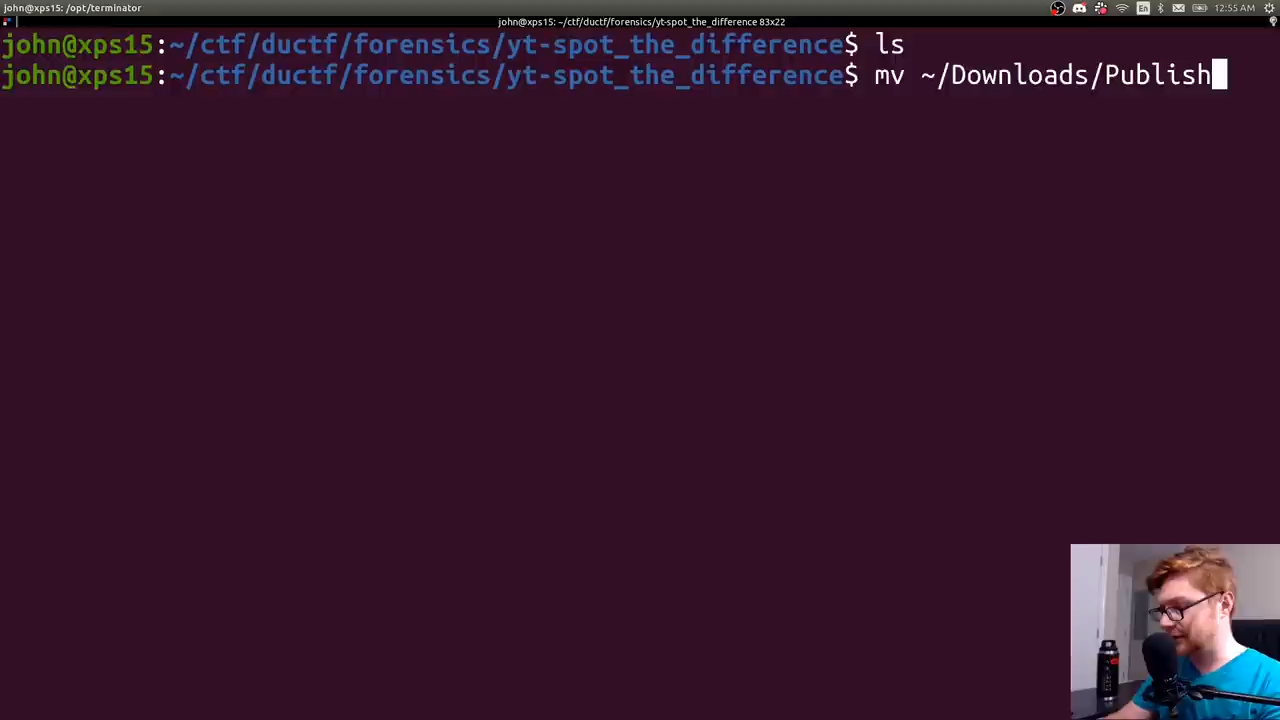 john@xps15: /opt/terminator
En
12:55 AM
john@xps15: ~/ctf/ductf/forensics/yt-spot_the_difference 83x22
john@xps15:~/ctf/ductf/forensics/yt-spot_the_difference$ ls
john@xps15:~/ctf/ductf/forensics/yt-spot_the_difference$ mv ~/Downloads/Publish